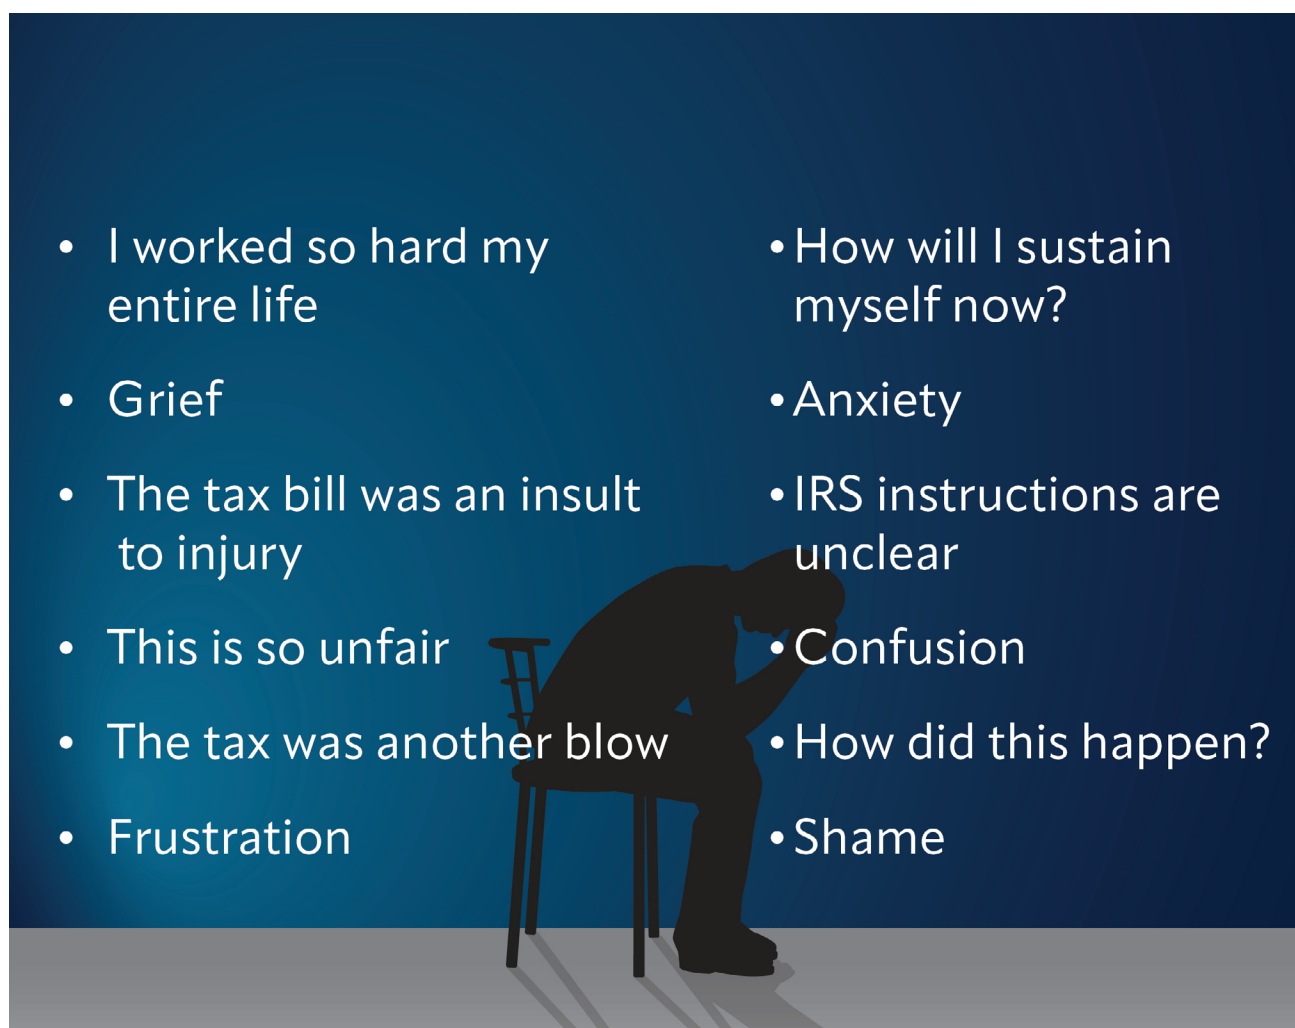 • I worked so hard my
entire life
• Grief
• The tax bill was an insult
to injury
• This is so unfair
• The tax was another blow
• Frustration
• How will I sustain
myself now?
• Anxiety
• IRS instructions are
unclear
• Confusion
• How did this happen?
• Shame